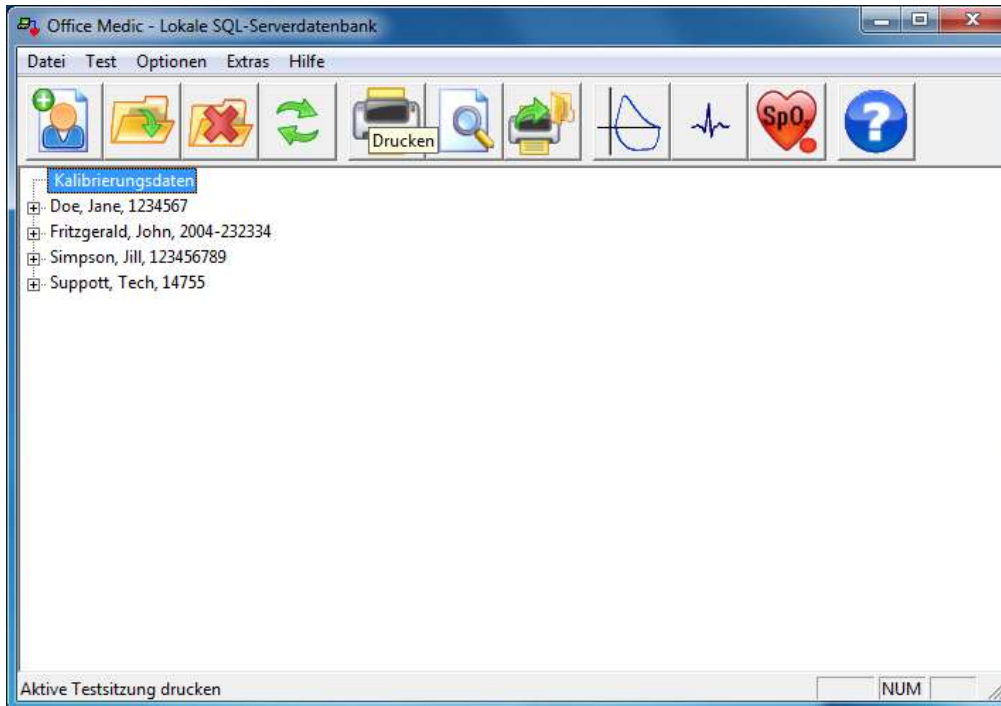 Office Medic - Lokale SQL-Serverdatenbank
Datei Test Optionen Extras Hilfe
Drucken
SpO₂
?
Kalibrierungsdaten
Doe, Jane, 1234567
Fritzgerald, John, 2004-232334
Simpson, Jill, 123456789
Suppott, Tech, 14755
Aktive Testsitzung drucken
NUM